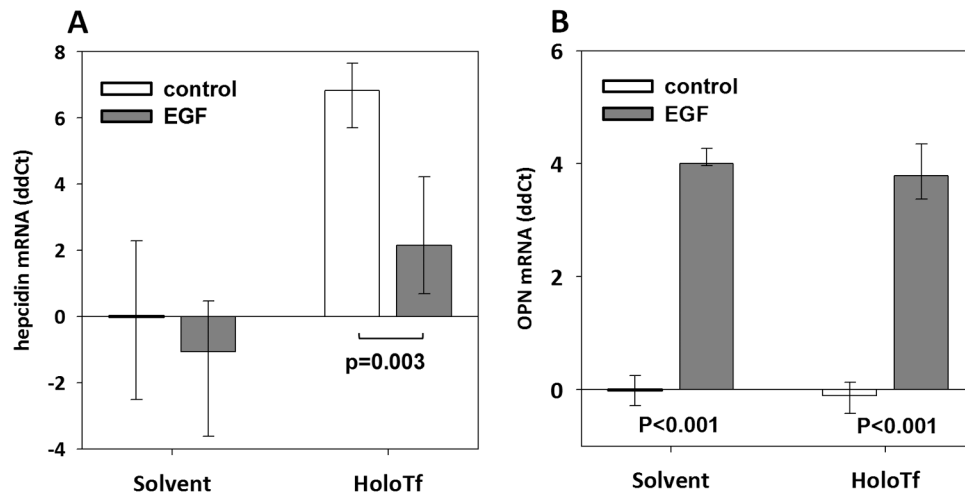 A
hepcidin mRNA (ddCt)
8
6
4
2
0
-2
-4
control
EGF
p=0.003
Solvent
HoloTf
B
OPN mRNA (ddCt)
6
4
2
0
control
EGF
P<0.001
P<0.001
Solvent
HoloTf